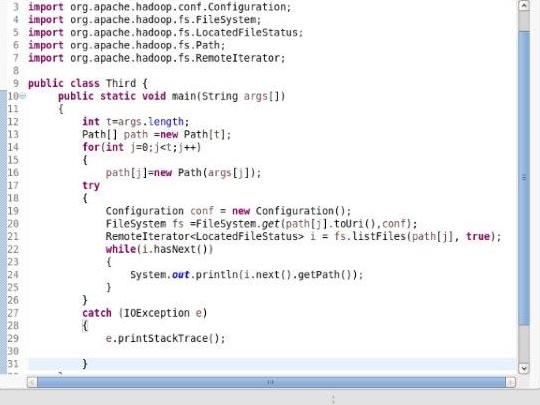 3 import org.apache.hadoop.conf.Configuration;
4 import org.apache.hadoop.fs.FileSystem;
5 import org.apache.hadoop.fs.LocatedFileStatus;
6 import org.apache.hadoop.fs.Path;
7 import org.apache.hadoop.fs.RemoteIterator;
8
9 public class Third {
10 public static void main(String args[])
11 {
12 int t=args.length;
13 Path[] path =new Path[t];
14 for(int j=0;j<t;j++)
15 {
16 path[j]=new Path(args[j]);
17 try
18 {
19 Configuration conf = new Configuration();
20 FileSystem fs =FileSystem.get(path[j].toUri(),conf);
21 RemoteIterator<LocatedFileStatus> i = fs.listFiles(path[j], true);
22 while(i.hasNext())
23 {
24 System.out.println(i.next().getPath());
25 }
26 }
27 catch (IOException e)
28 {
29 e.printStackTrace();
30
31 }